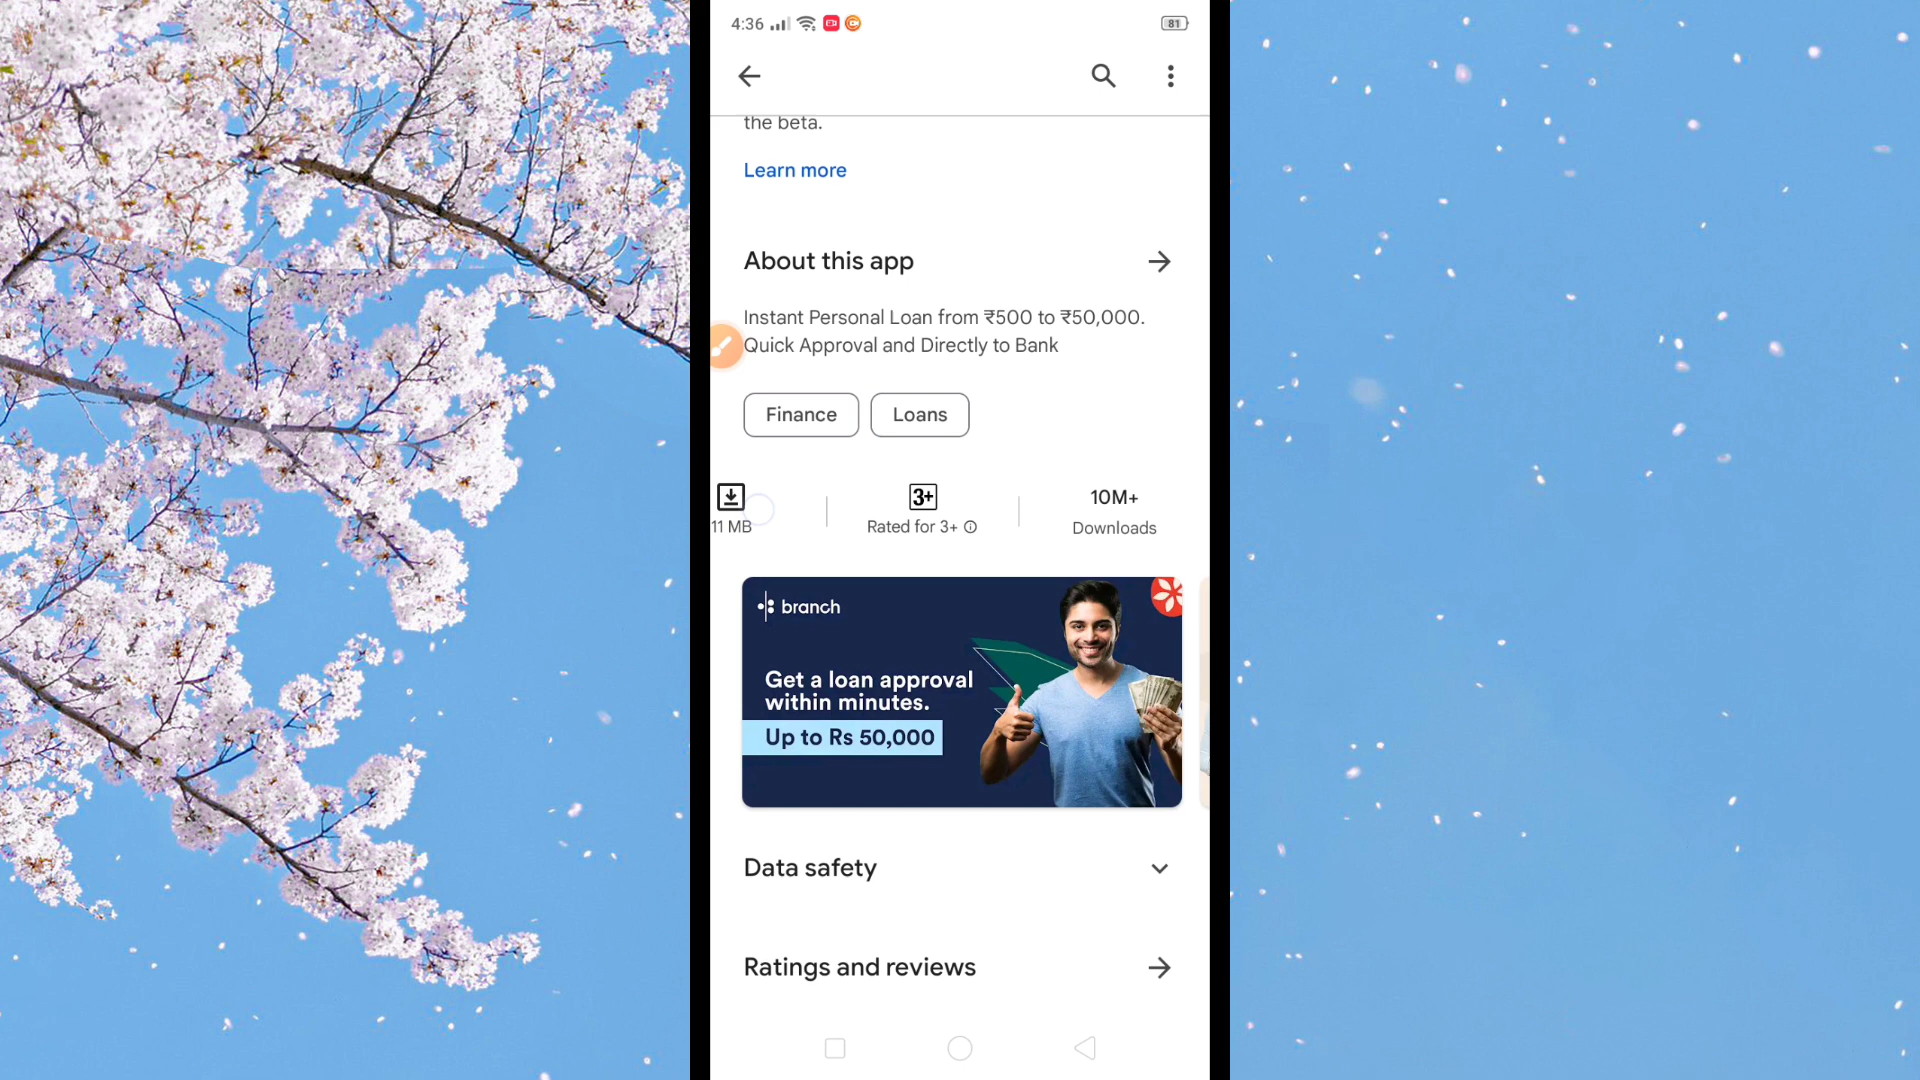 4:36
81
the beta.
Learn more
About this app
Instant Personal Loan from ₹500 to ₹50,000.
Quick Approval and Directly to Bank
Finance
Loans
3+
10M+
11 MB
Rated for 3+
Downloads
branch
Get a loan approval
within minutes.
Up to Rs 50,000
Data safety
Ratings and reviews